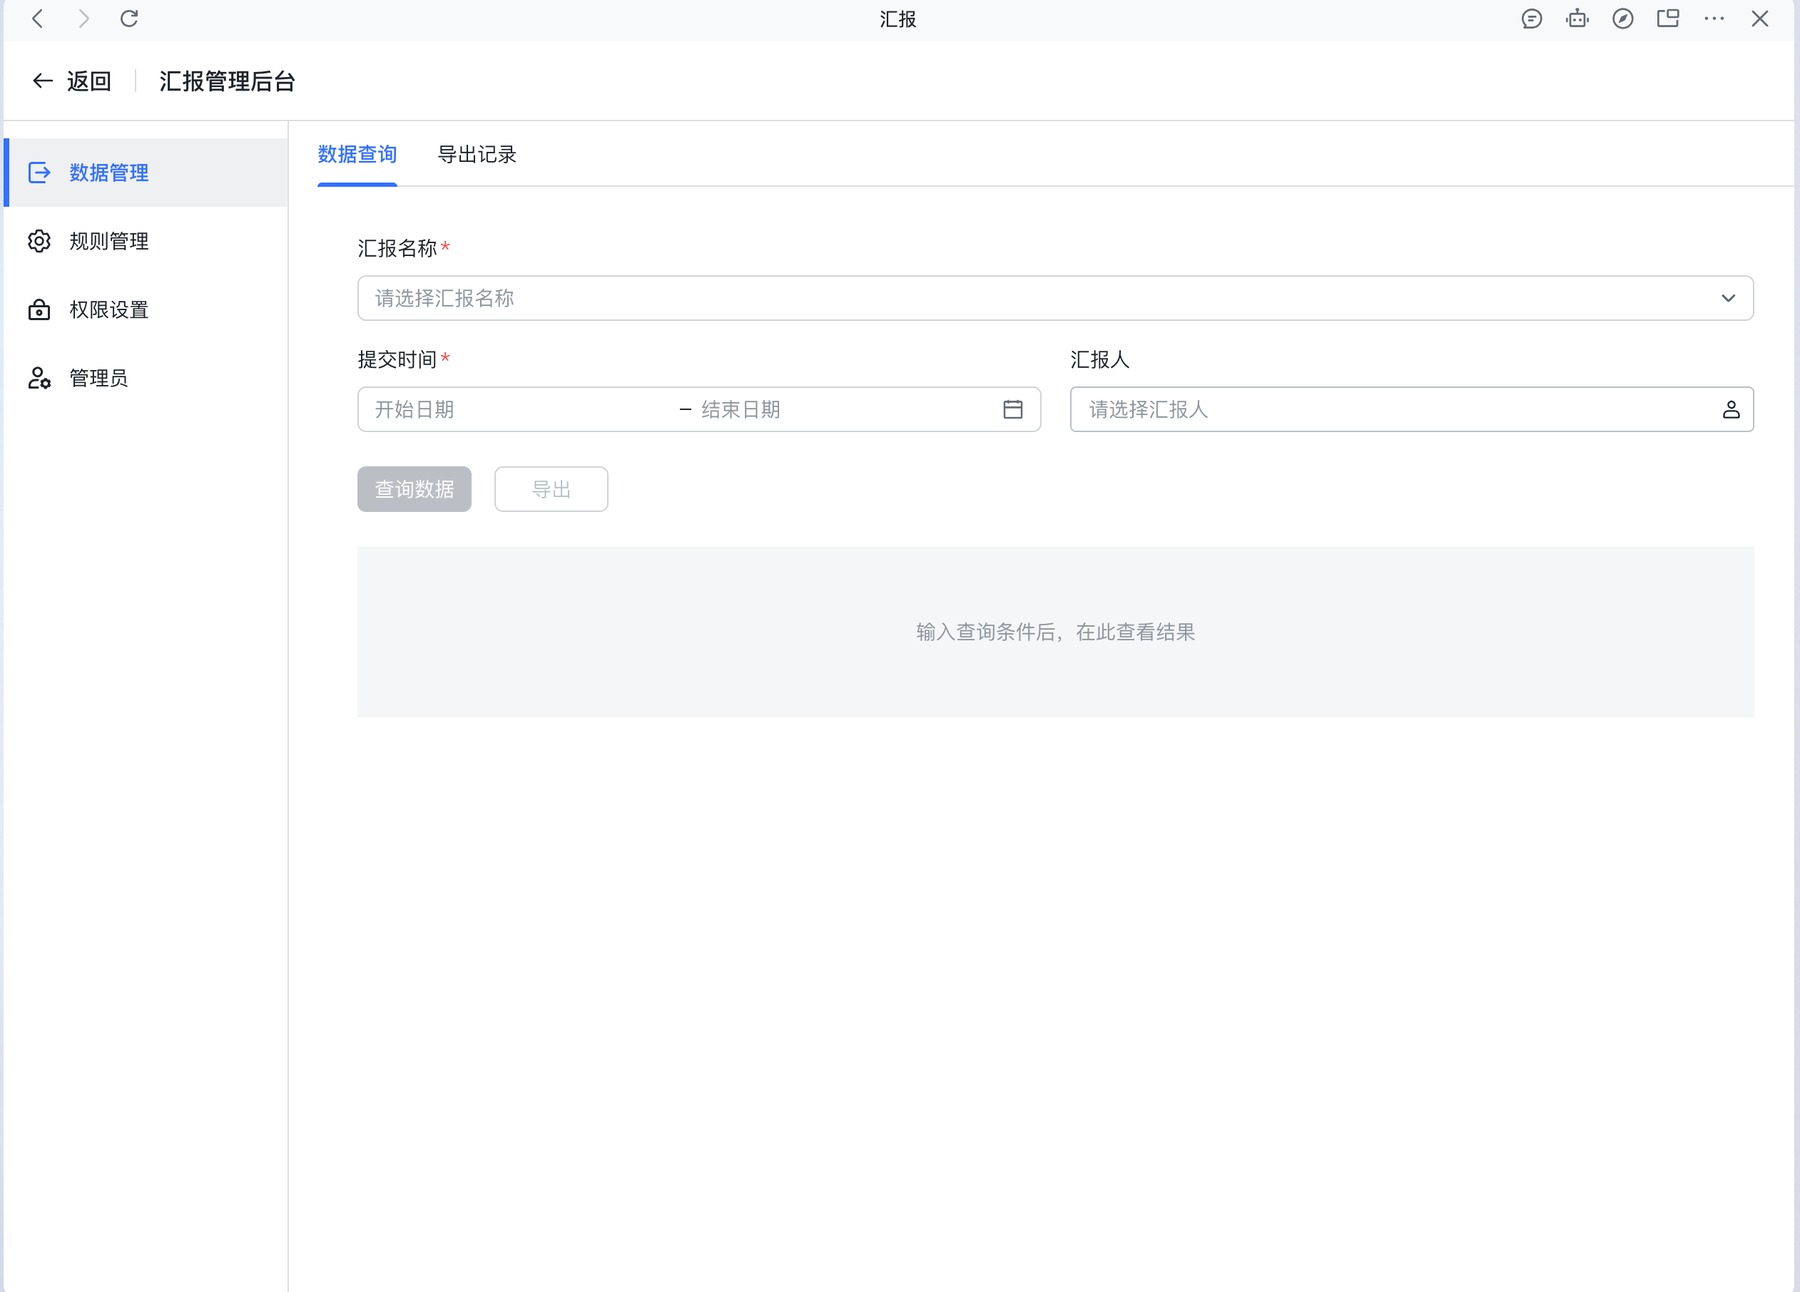 汇报
返回
汇报管理后台
数据管理
规则管理
权限设置
管理员
数据查询 导出记录
汇报名称*
请选择汇报名称
提交时间* 汇报人
开始日期 – 结束日期 请选择汇报人
查询数据 导出
输入查询条件后，在此查看结果